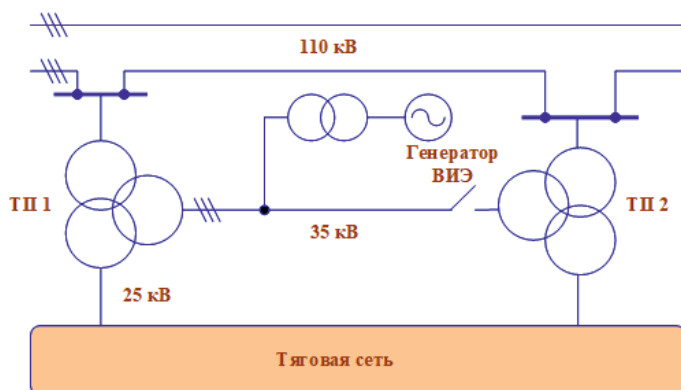 110 кВ
Генератор
ВИЭ
ТП 1
ТП 2
35 кВ
25 кВ
Тяговая сеть